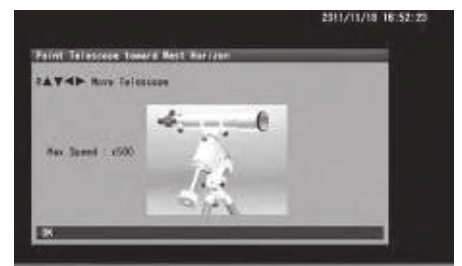 2011/11/18 16:52:23
Point Telescope toward West Horizon
:▲▼◀▶ Move Telescope
Max Speed : x500
OK